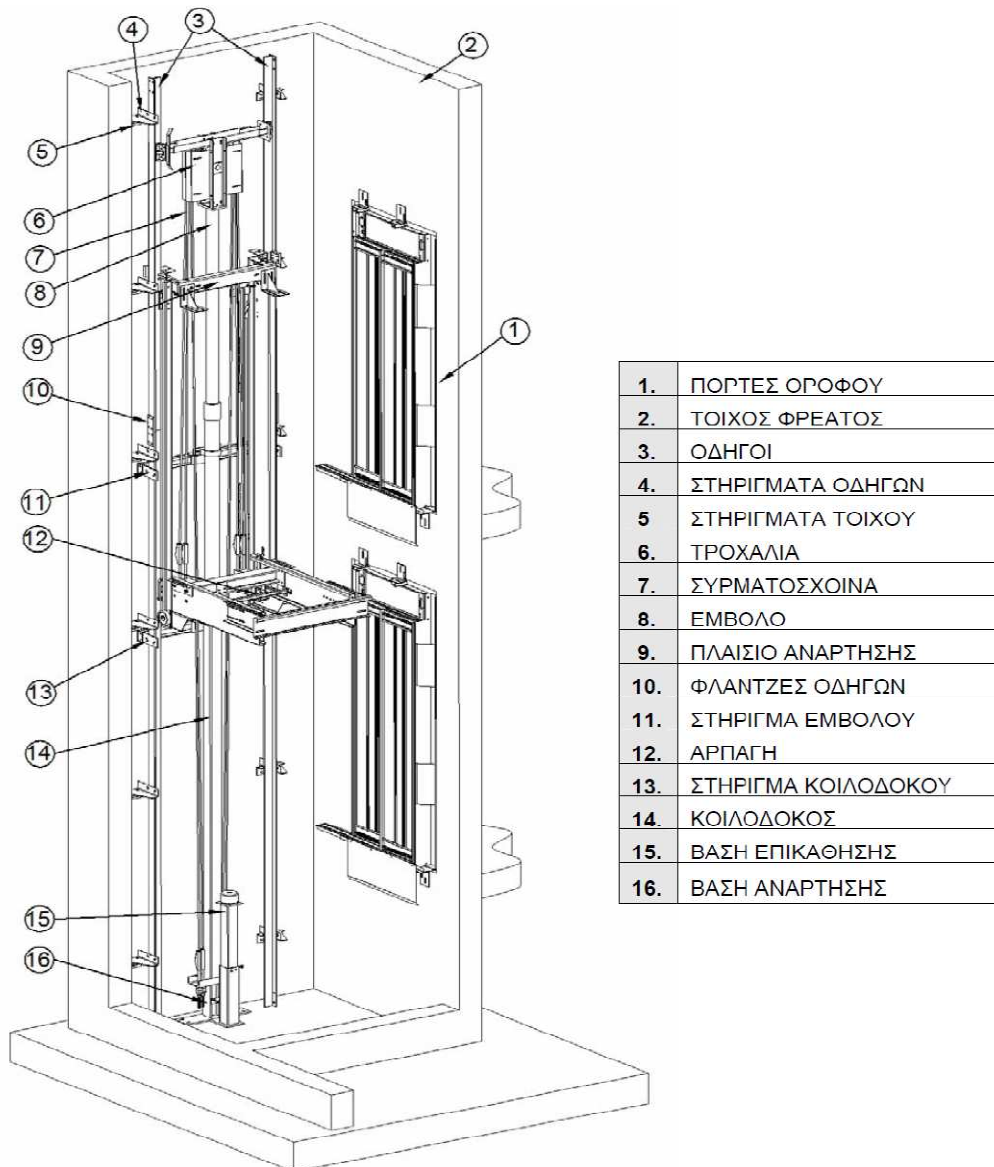 4
3
2
5
6
7
8
9
1
10
11
12
13
14
15
16
1. ΠΟΡΤΕΣ ΟΡΟΦΟΥ
2. ΤΟΙΧΟΣ ΦΡΕΑΤΟΣ
3. ΟΔΗΓΟΙ
4. ΣΤΗΡΙΓΜΑΤΑ ΟΔΗΓΩΝ
5 ΣΤΗΡΙΓΜΑΤΑ ΤΟΙΧΟΥ
6. ΤΡΟΧΑΛΙΑ
7. ΣΥΡΜΑΤΟΣΧΟΙΝΑ
8. ΕΜΒΟΛΟ
9. ΠΛΑΙΣΙΟ ΑΝΑΡΤΗΣΗΣ
10. ΦΛΑΝΤΖΕΣ ΟΔΗΓΩΝ
11. ΣΤΗΡΙΓΜΑ ΕΜΒΟΛΟΥ
12. ΑΡΠΑΓΗ
13. ΣΤΗΡΙΓΜΑ ΚΟΙΛΟΔΟΚΟΥ
14. ΚΟΙΛΟΔΟΚΟΣ
15. ΒΑΣΗ ΕΠΙΚΑΘΗΣΗΣ
16. ΒΑΣΗ ΑΝΑΡΤΗΣΗΣ